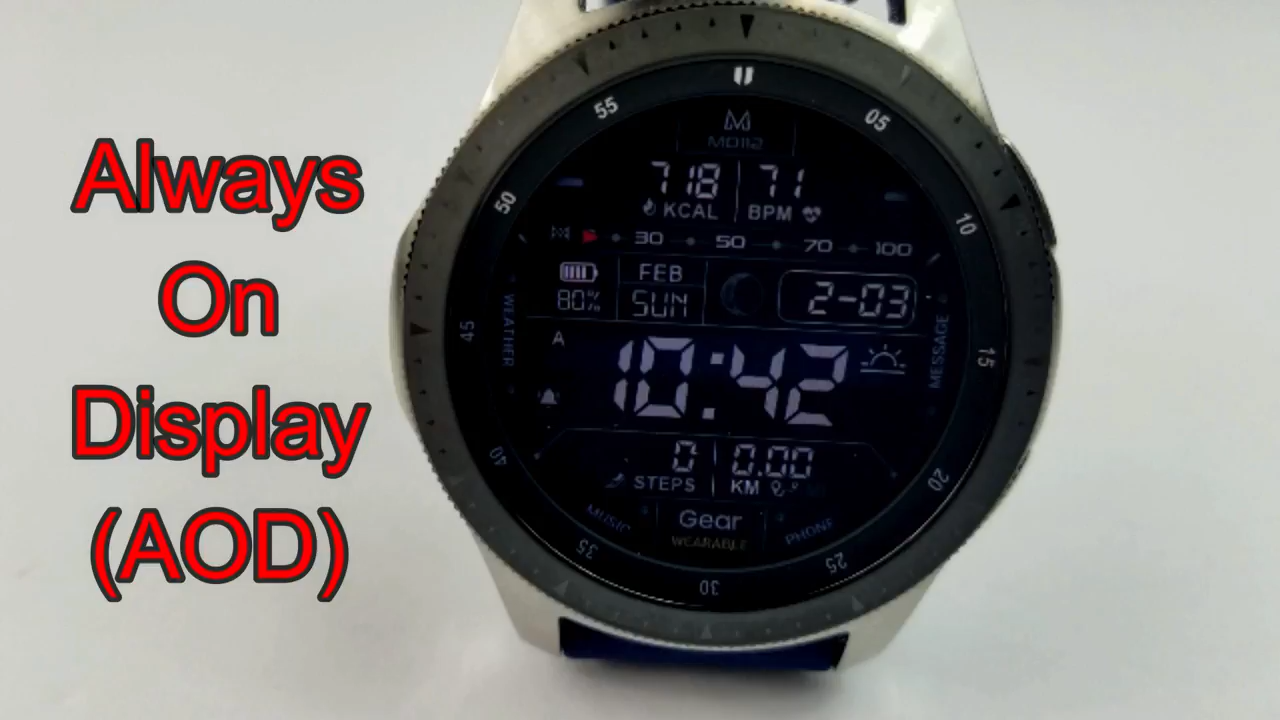 Always
On
Display
(AOD)
55
05
50
10
45
15
40
20
35
25
30
MD112
718 71
KCAL BPM
30 50 70 100
FEB
80% SUN 2-03
WEATHER
MESSAGE
A
10:42
0 0.00
STEPS KM
MUSIC
Gear
PHONE
WEARABLE